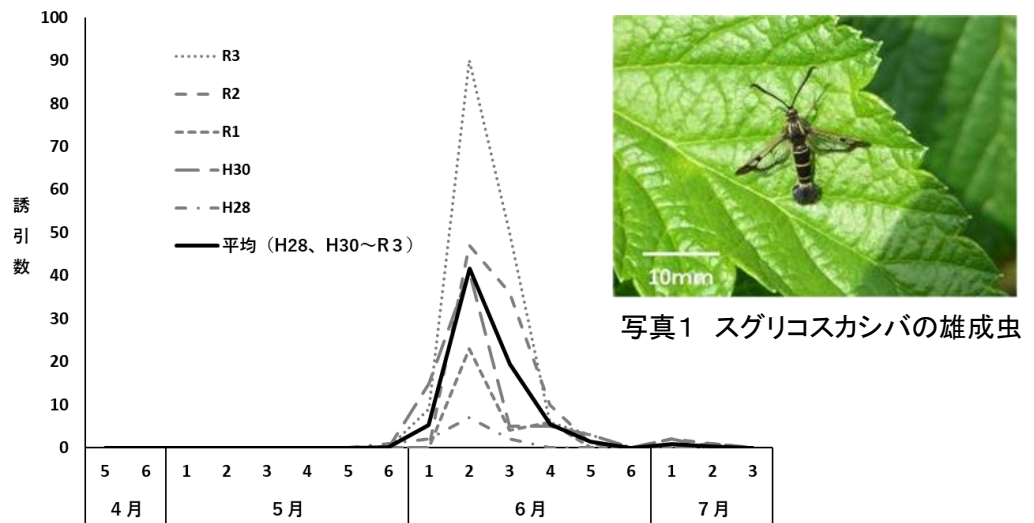 100
90
80
70
60
50
40
30
20
10
0
誘引数
R3
R2
R1
H30
H28
平均（H28、H30～R３）
5 6 1 2 3 4 5 6 1 2 3 4 5 6 1 2 3
４月 ５月 ６月 ７月
10mm
写真１ スグリコスカシバの雄成虫